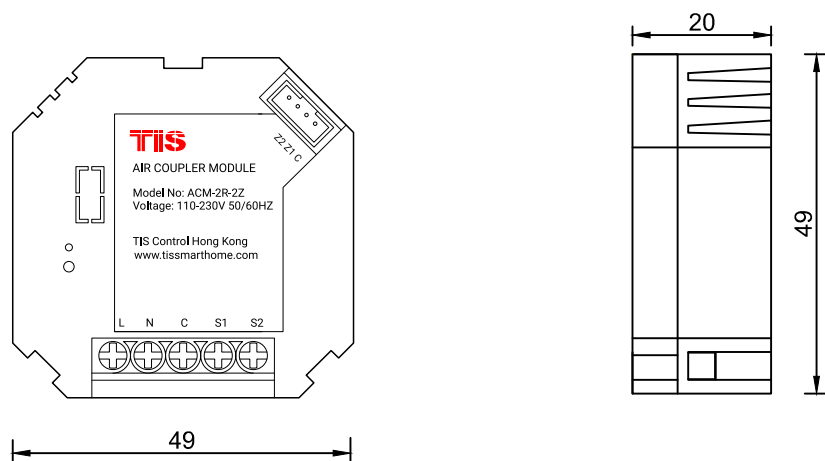 20
TIS
Z2 Z1 C
AIR COUPLER MODULE
Model No: ACM-2R-2Z
Voltage: 110-230V 50/60HZ
TIS Control Hong Kong
www.tissmarthome.com
49
L N C S1 S2
49